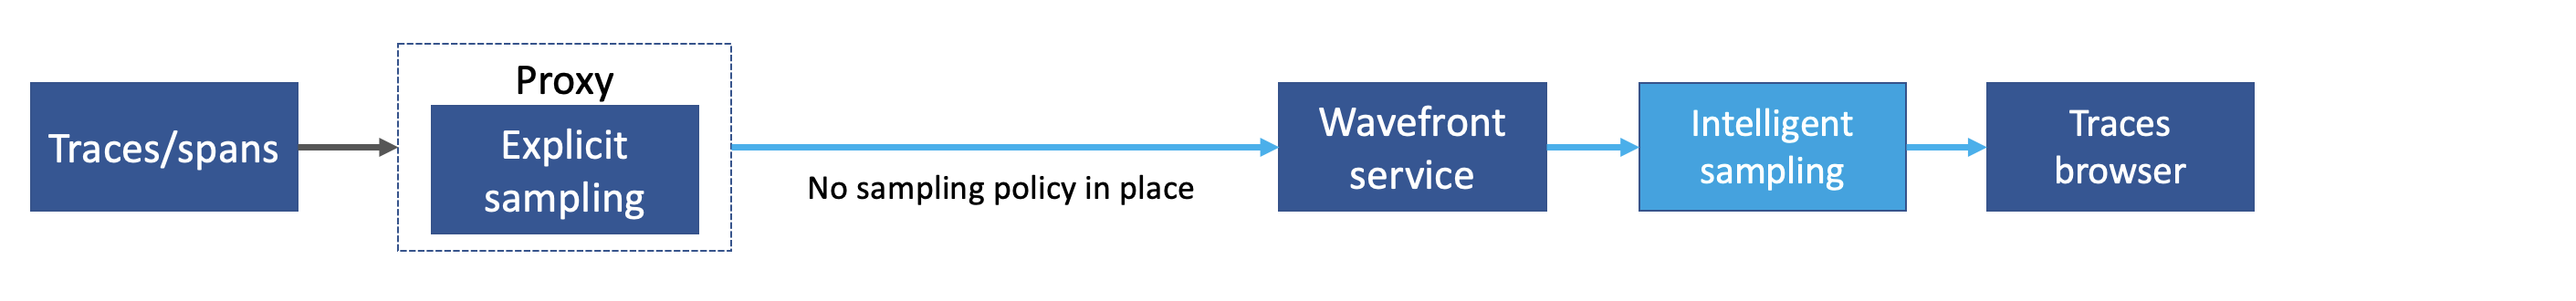 Traces/spans
Proxy
Explicit
sampling
No sampling policy in place
Wavefront
service
Intelligent
sampling
Traces
browser